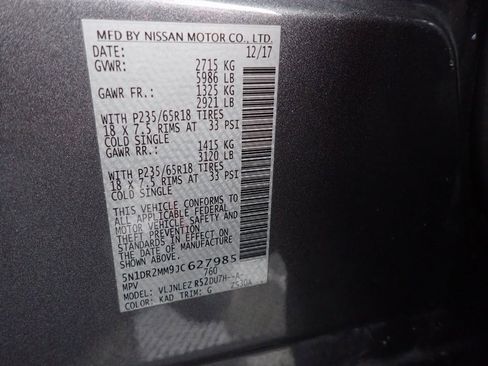 MFD BY NISSAN MOTOR CO., LTD.
DATE: 12/17
GVWR: 2715 KG
5986 LB
GAWR FR.: 1325 KG
2921 LB
WITH P235/65R18 TIRES
18 X 7.5 RIMS AT 33 PSI
COLD SINGLE
GAWR RR.: 1415 KG
3120 LB
WITH P235/65R18 TIRES
18 X 7.5 RIMS AT 33 PSI
COLD SINGLE
THIS VEHICLE CONFORMS TO
ALL APPLICABLE FEDERAL
MOTOR VEHICLE SAFETY AND
THEFT PREVENTION
STANDARDS IN EFFECT ON
THE DATE OF MANUFACTURE
SHOWN ABOVE.
5N1DR2MM9JC627985
760
MODEL: VLJNLEZ R52DU7H--A-
COLOR: KAD TRIM: G